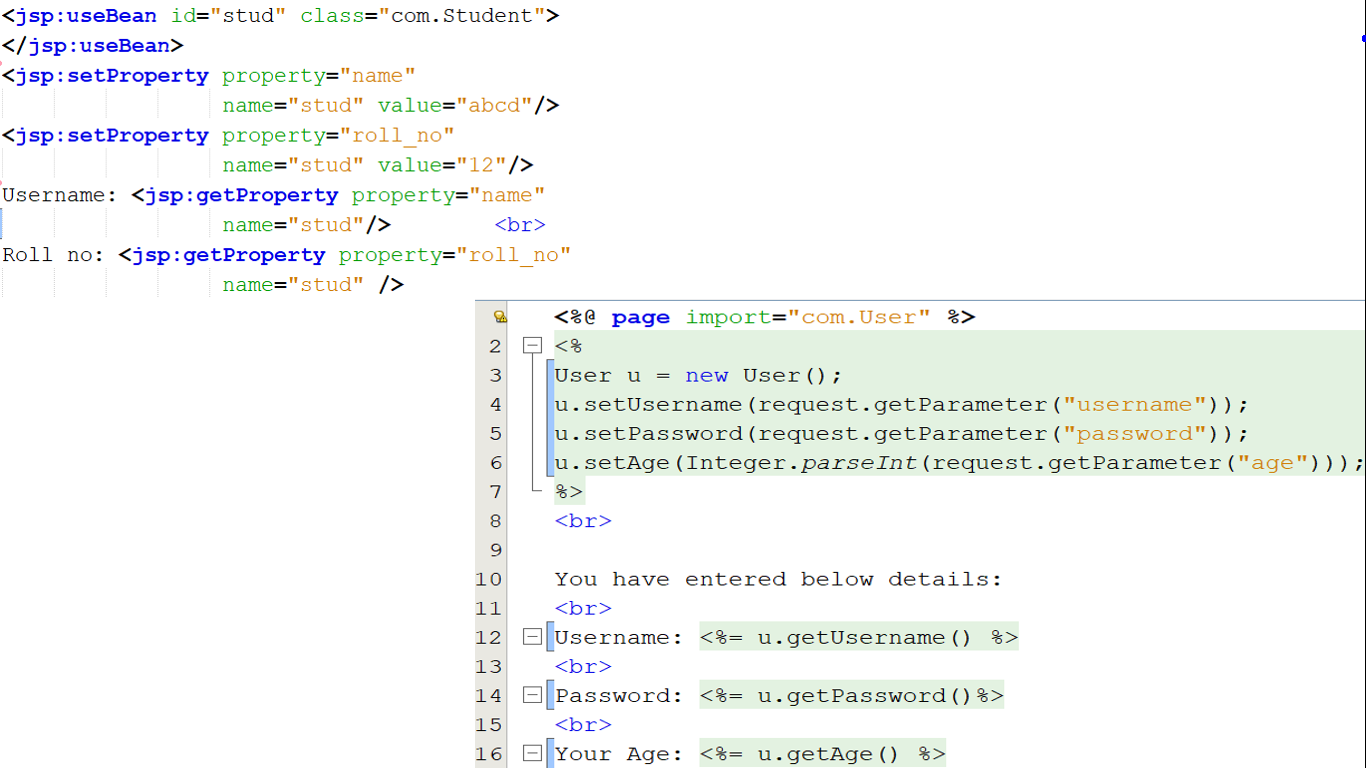 <jsp:useBean id="stud" class="com.Student">
</jsp:useBean>
<jsp:setProperty property="name"
name="stud" value="abcd"/>
<jsp:setProperty property="roll_no"
name="stud" value="12"/>
Username: <jsp:getProperty property="name"
name="stud"/> <br>
Roll no: <jsp:getProperty property="roll_no"
name="stud" />
<%@ page import="com.User" %>
2 <%
3 User u = new User();
4 u.setUsername(request.getParameter("username"));
5 u.setPassword(request.getParameter("password"));
6 u.setAge(Integer.parseInt(request.getParameter("age")));
7 %>
8 <br>
9
10 You have entered below details:
11 <br>
12 Username: <%= u.getUsername() %>
13 <br>
14 Password: <%= u.getPassword()%>
15 <br>
16 Your Age: <%= u.getAge() %>